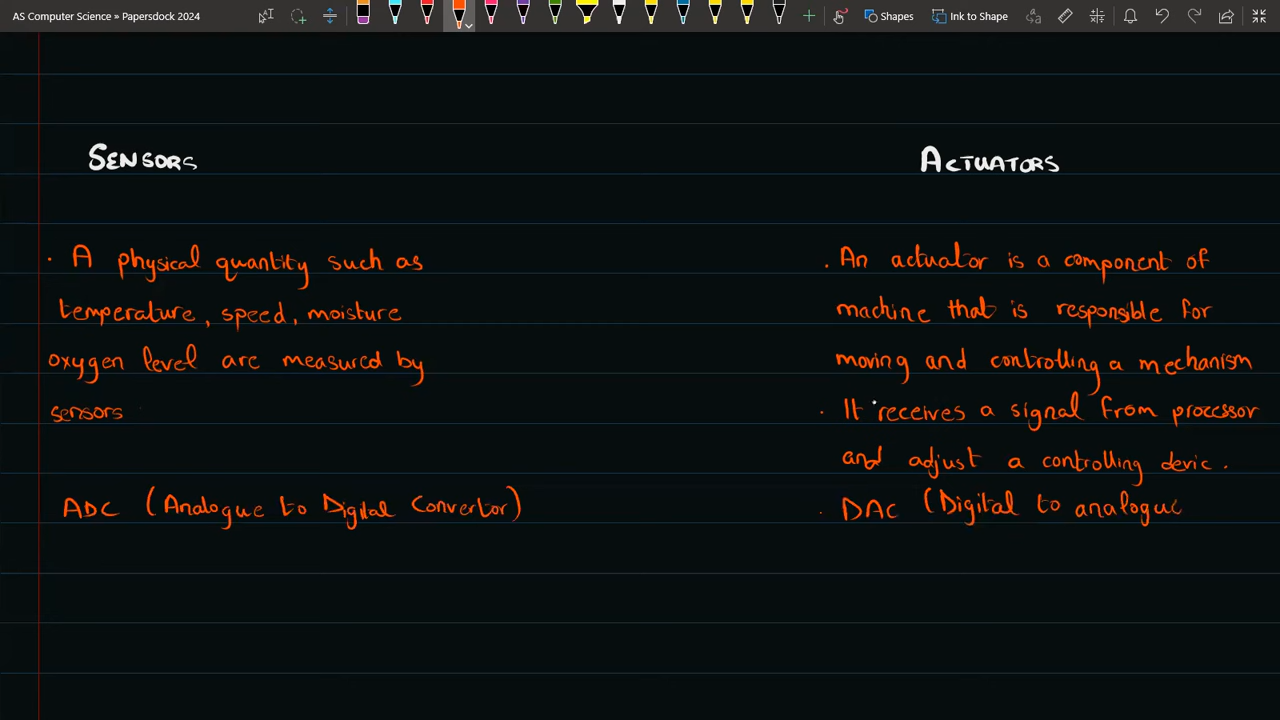 AS Computer Science » Papersdock 2024
Shapes
Ink to Shape
SENSORS
· A physical quantity such as
temperature, speed, moisture
oxygen level are measured by
sensors
ADC (Analogue to Digital Convertor)
ACTUATORS
. An actuator is a component of
machine that is responsible for
moving and controlling a mechanism
. It receives a signal from processor
and adjust a controlling devic.
. DAC (Digital to analogue